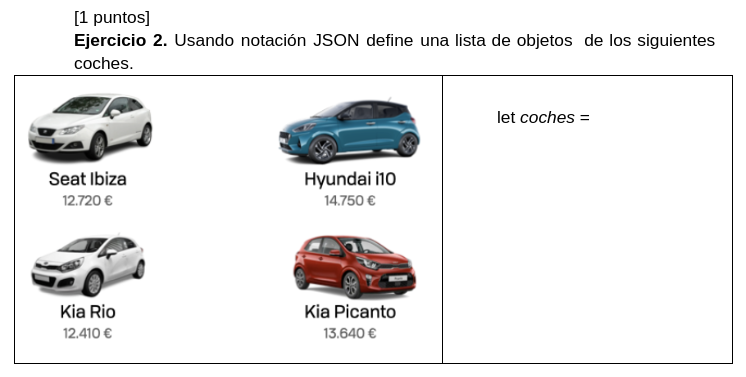 [1 puntos]
Ejercicio 2. Usando notación JSON define una lista de objetos de los siguientes
coches.
let coches =
Seat Ibiza
12.720 €
Hyundai i10
14.750 €
Kia Rio
12.410 €
Kia Picanto
13.640 €